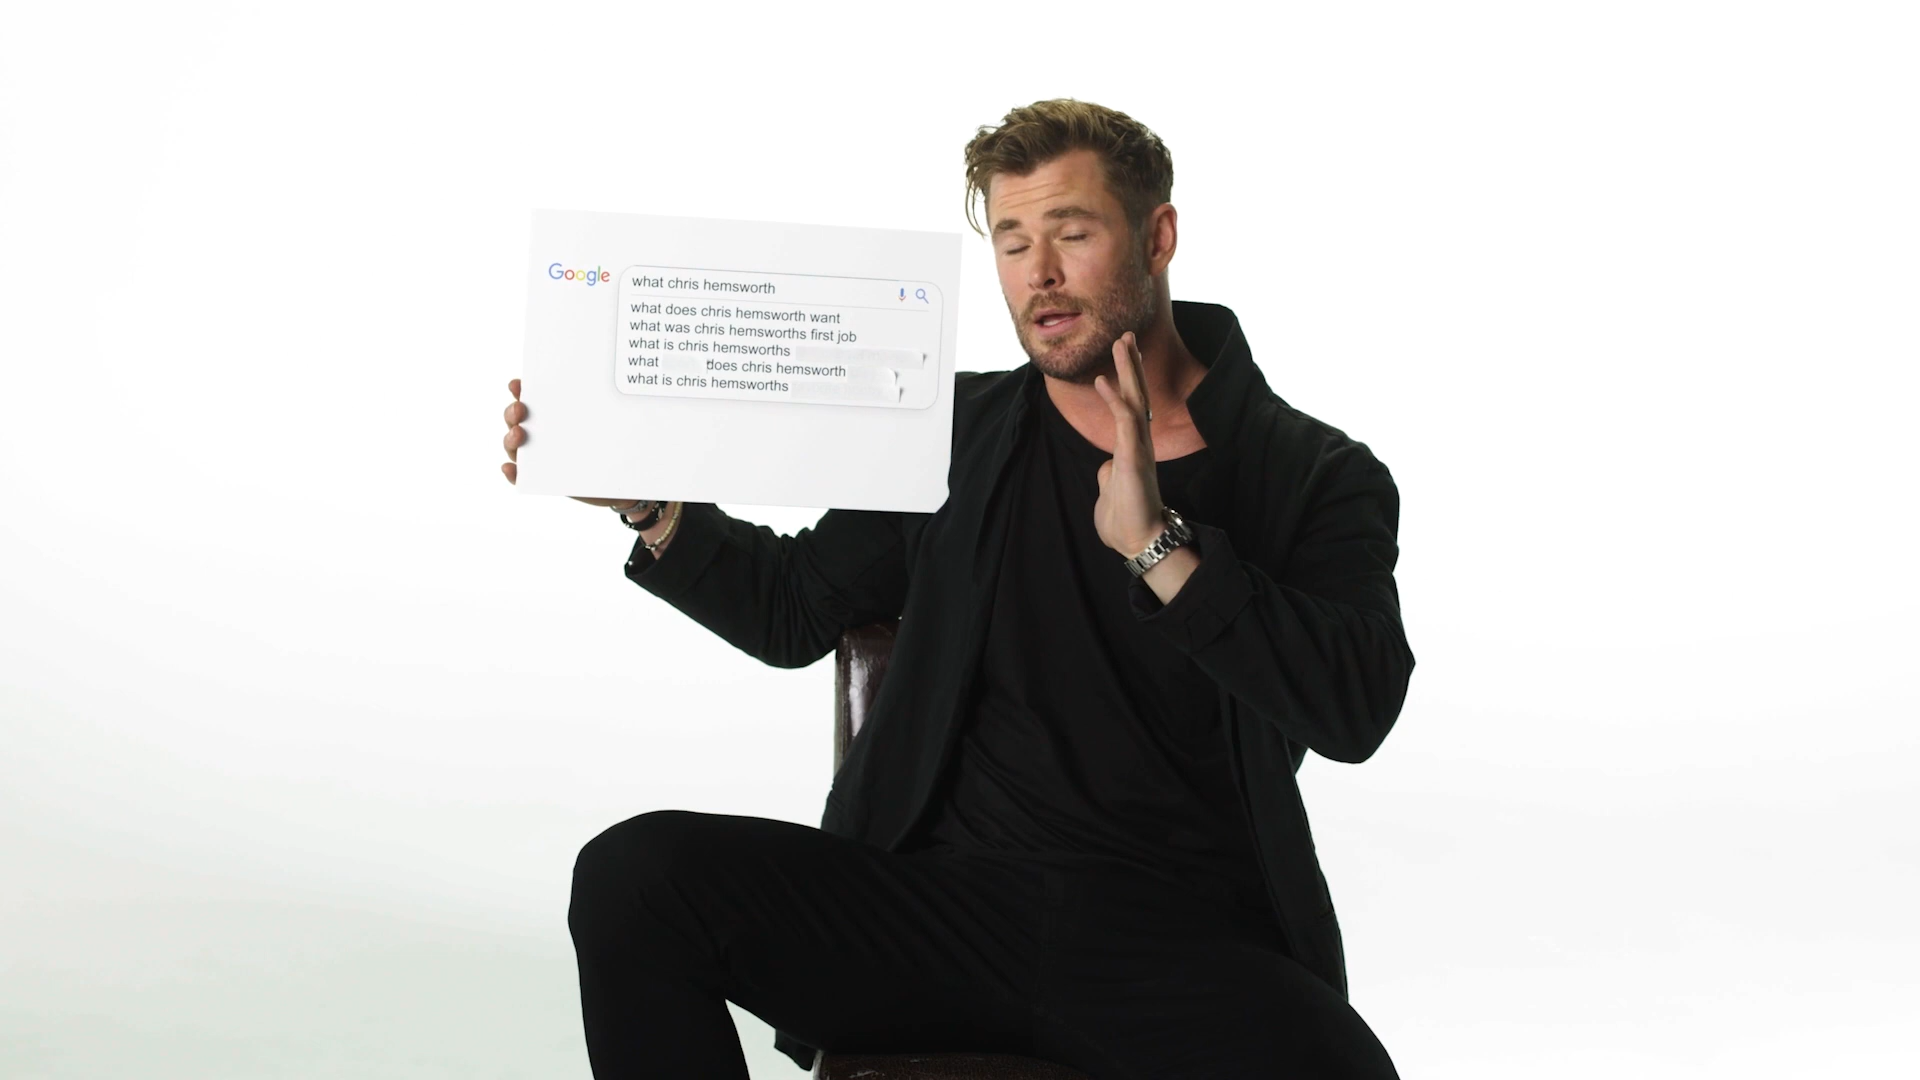 Google
what chris hemsworth
what does chris hemsworth want
what was chris hemsworths first job
what is chris hemsworths
what does chris hemsworth
what is chris hemsworths